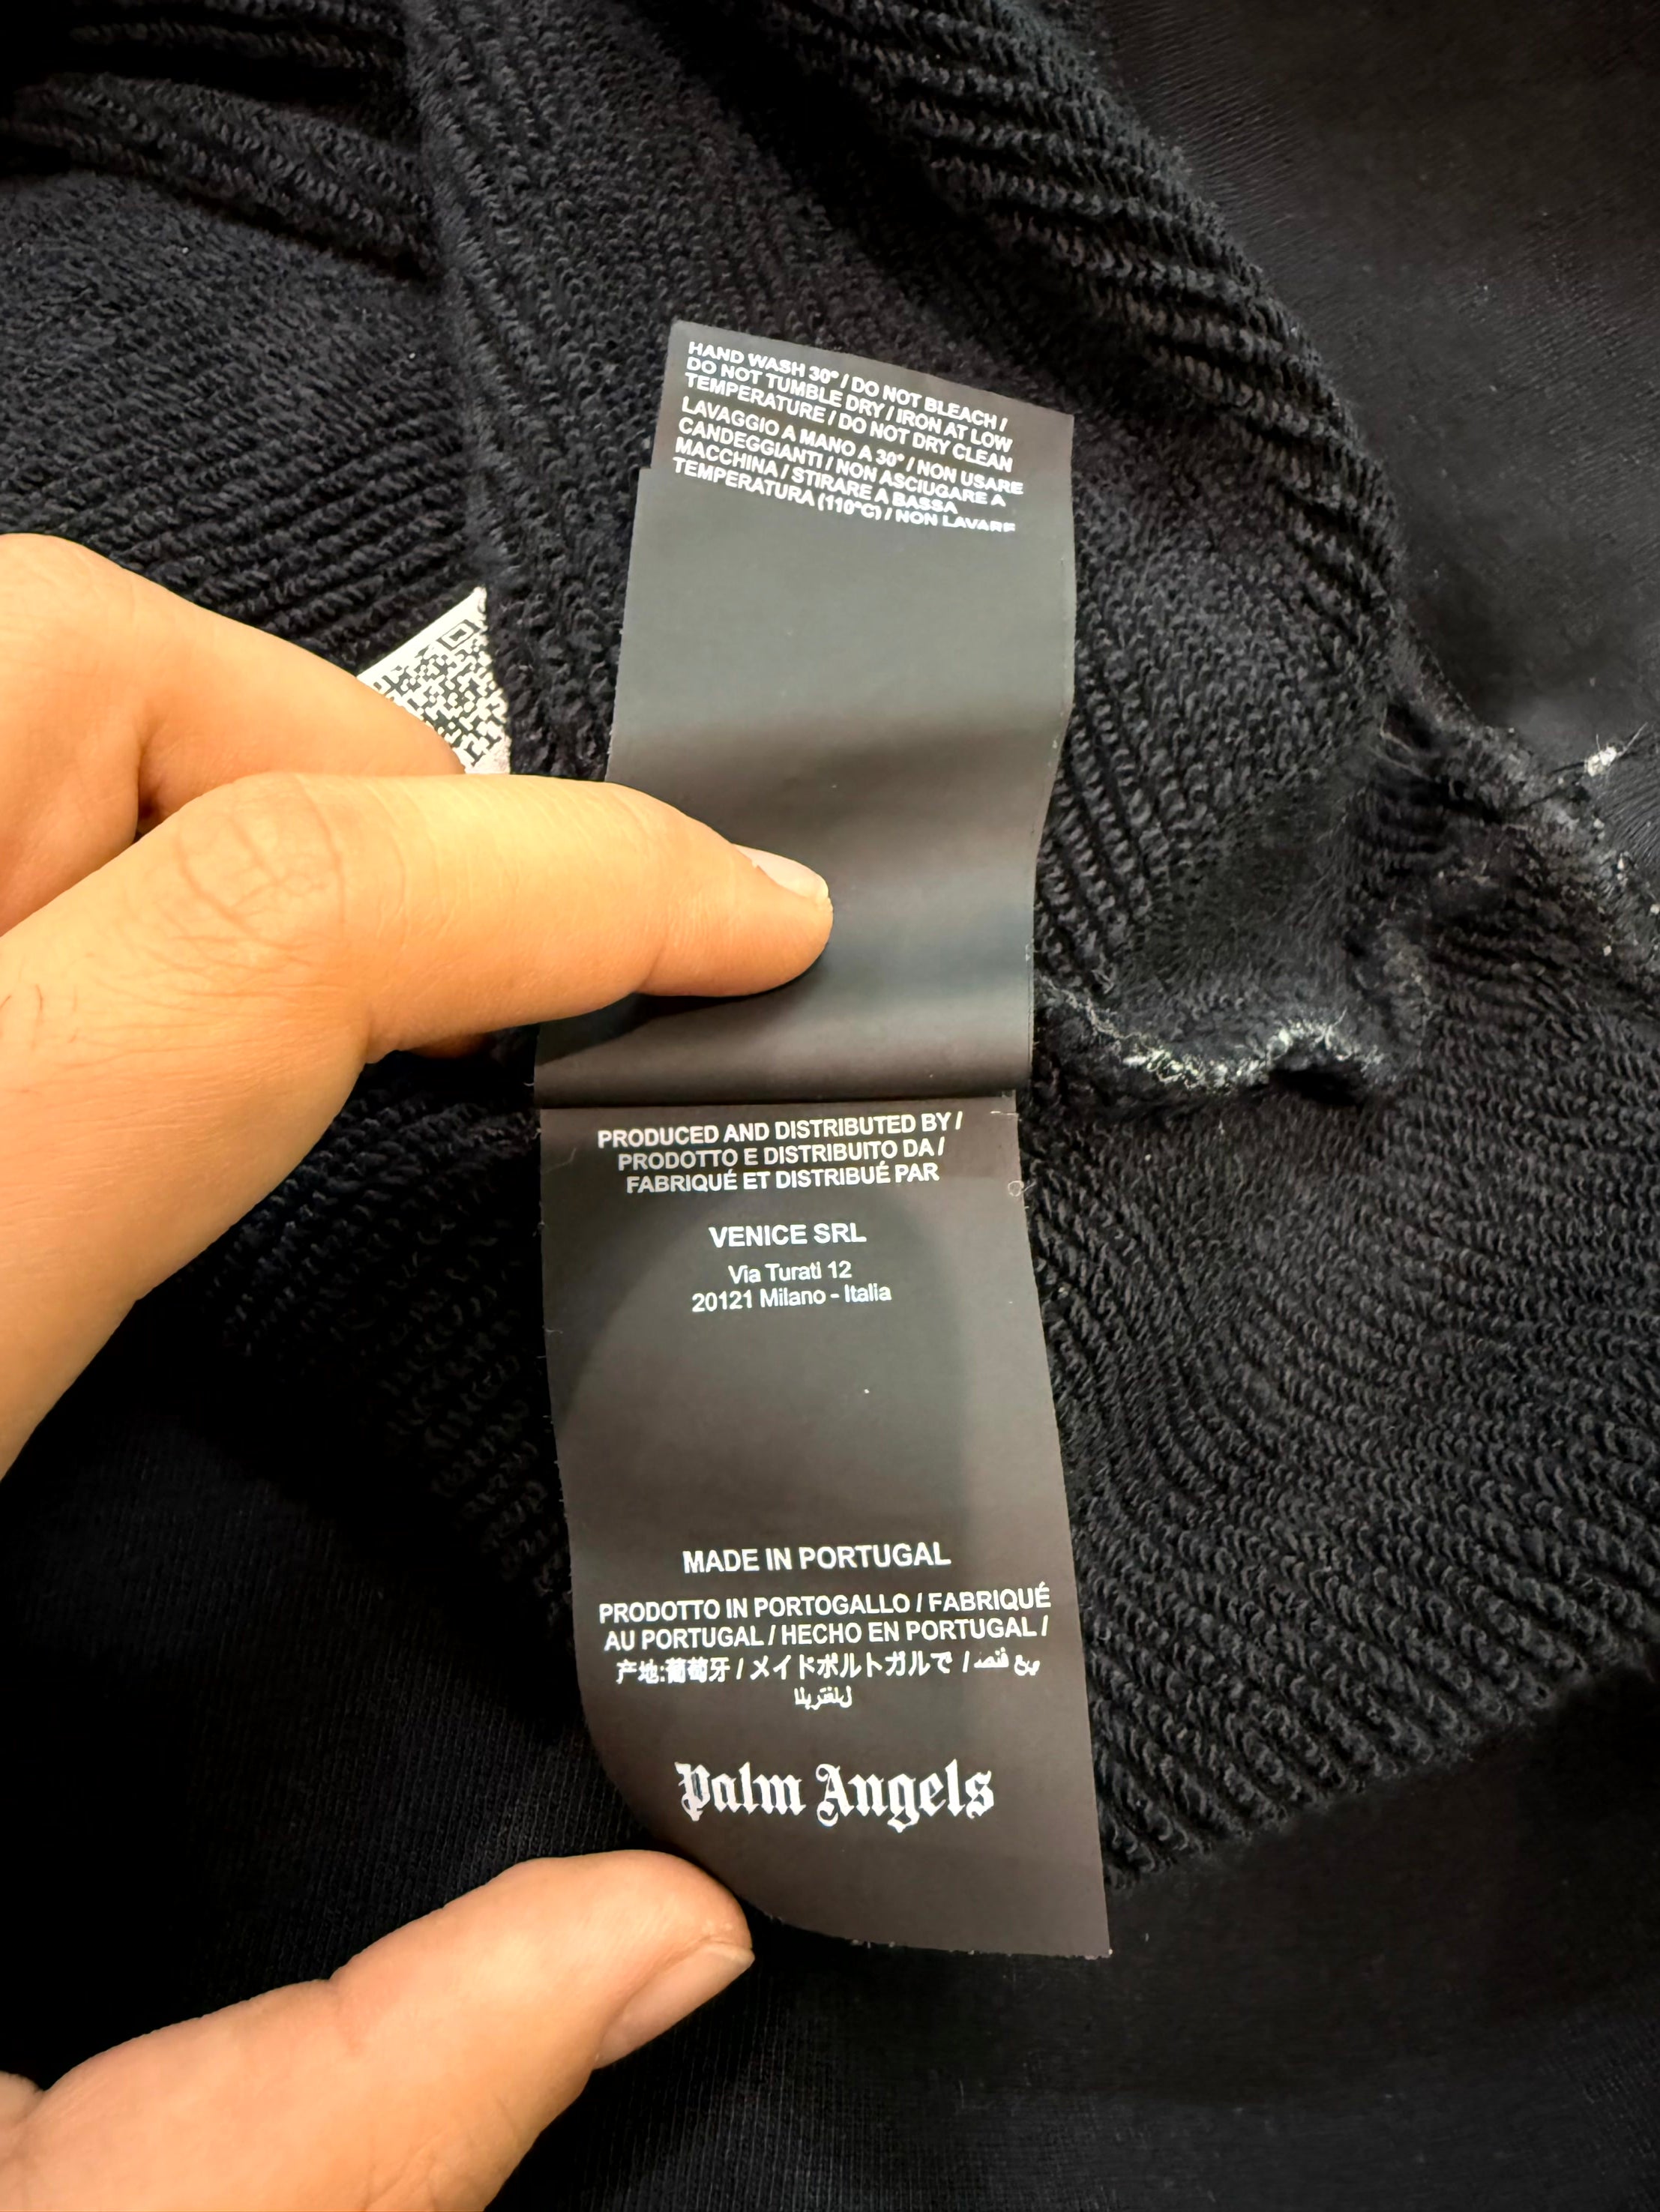 HAND WASH 30° / DO NOT BLEACH /
DO NOT TUMBLE DRY / IRON AT LOW
TEMPERATURE / DO NOT DRY CLEAN
LAVAGGIO A MANO A 30° / NON USARE
CANDEGGIANTI / NON ASCIUGARE A
MACCHINA / STIRARE A BASSA
TEMPERATURA (110°C) / NON LAVARE
PRODUCED AND DISTRIBUTED BY /
PRODOTTO E DISTRIBUITO DA /
FABRIQUÉ ET DISTRIBUÉ PAR
VENICE SRL
Via Turati 12
20121 Milano - Italia
MADE IN PORTUGAL
PRODOTTO IN PORTOGALLO / FABRIQUÉ
AU PORTUGAL / HECHO EN PORTUGAL /
产地:葡萄牙 / メイドポルトガルで /
Palm Angels